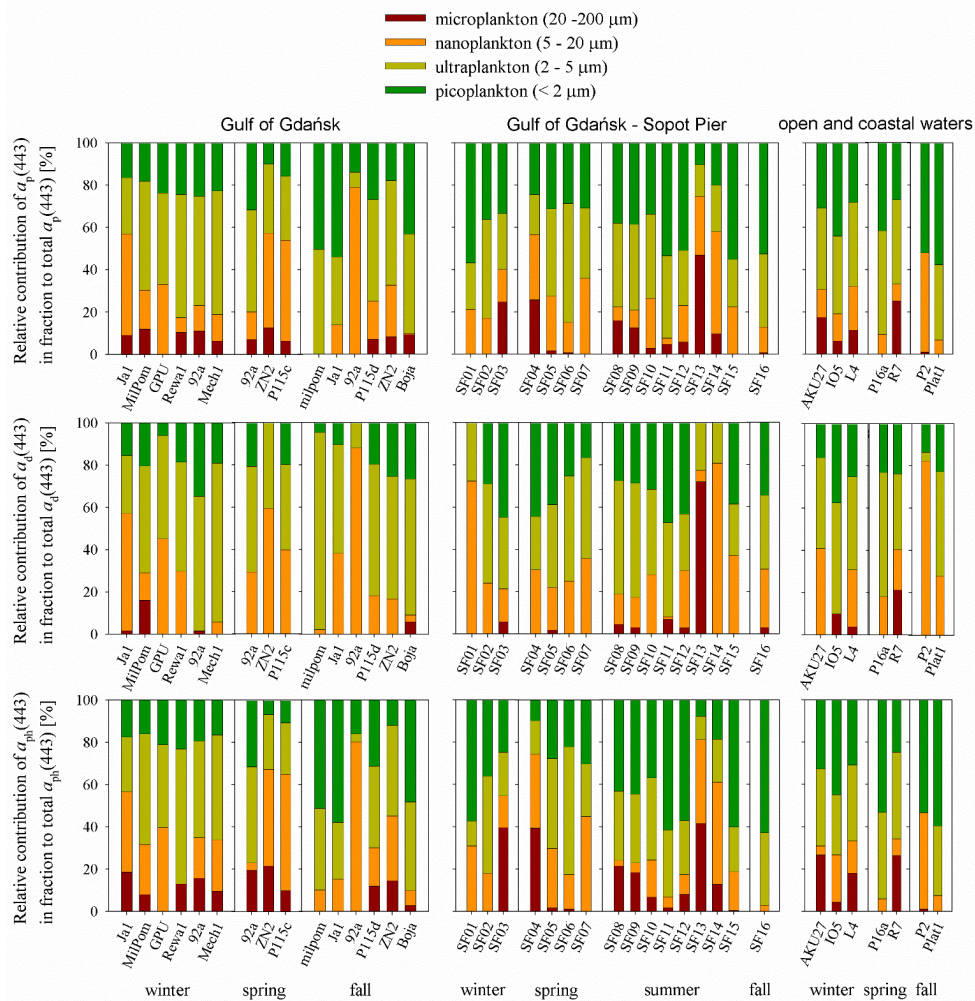 microplankton (20 -200 μm)
nanoplankton (5 - 20 μm)
ultraplankton (2 - 5 μm)
picoplankton (< 2 μm)
Gulf of Gdańsk
Gulf of Gdańsk - Sopot Pier
open and coastal waters
Relative contribution of aₚ(443)
in fraction to total aₚ(443) [%]
100
80
60
40
20
0
Ja1
MilPom
GPU
Rewa1
92a
Mech1
92a
ZN2
P115c
milpom
Ja1
92a
P115d
ZN2
Boja
SF01
SF02
SF03
SF04
SF05
SF06
SF07
SF08
SF09
SF10
SF11
SF12
SF13
SF14
SF15
SF16
AKU27
IO5
L4
P16a
R7
P2
Plat1
Relative contribution of a_d(443)
in fraction to total a_d(443) [%]
100
80
60
40
20
0
Ja1
MilPom
GPU
Rewa1
92a
Mech1
92a
ZN2
P115c
milpom
Ja1
92a
P115d
ZN2
Boja
SF01
SF02
SF03
SF04
SF05
SF06
SF07
SF08
SF09
SF10
SF11
SF12
SF13
SF14
SF15
SF16
AKU27
IO5
L4
P16a
R7
P2
Plat1
Relative contribution of a_ph(443)
in fraction to total a_ph(443) [%]
100
80
60
40
20
0
Ja1
MilPom
GPU
Rewa1
92a
Mech1
92a
ZN2
P115c
milpom
Ja1
92a
P115d
ZN2
Boja
SF01
SF02
SF03
SF04
SF05
SF06
SF07
SF08
SF09
SF10
SF11
SF12
SF13
SF14
SF15
SF16
AKU27
IO5
L4
P16a
R7
P2
Plat1
winter
spring
fall
winter
spring
summer
fall
winter
spring
fall